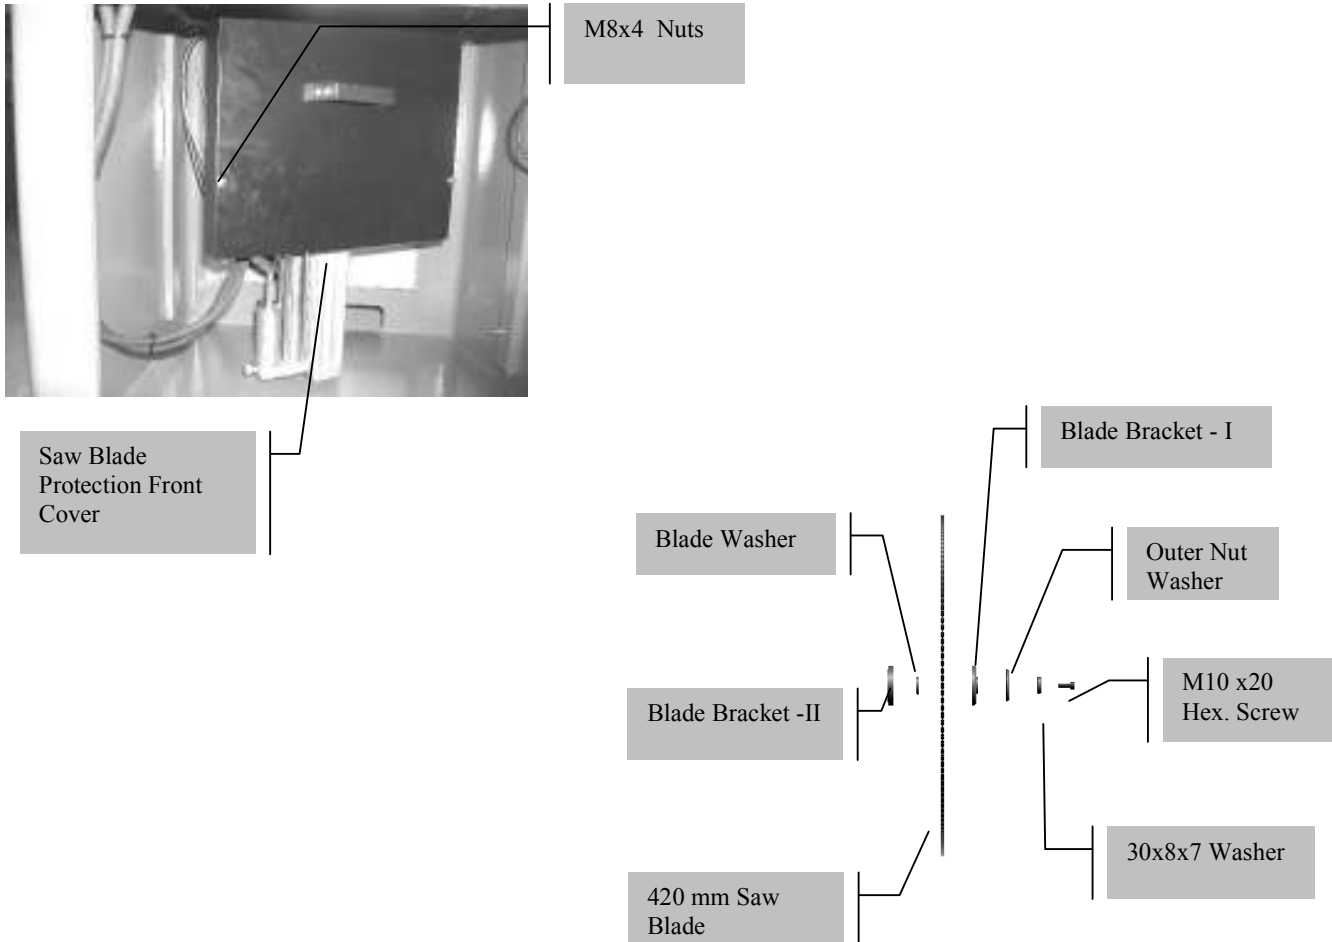 M8x4 Nuts
Saw Blade
Protection Front
Cover
Blade Bracket - I
Blade Washer
Outer Nut
Washer
Blade Bracket -II
M10 x20
Hex. Screw
30x8x7 Washer
420 mm Saw
Blade